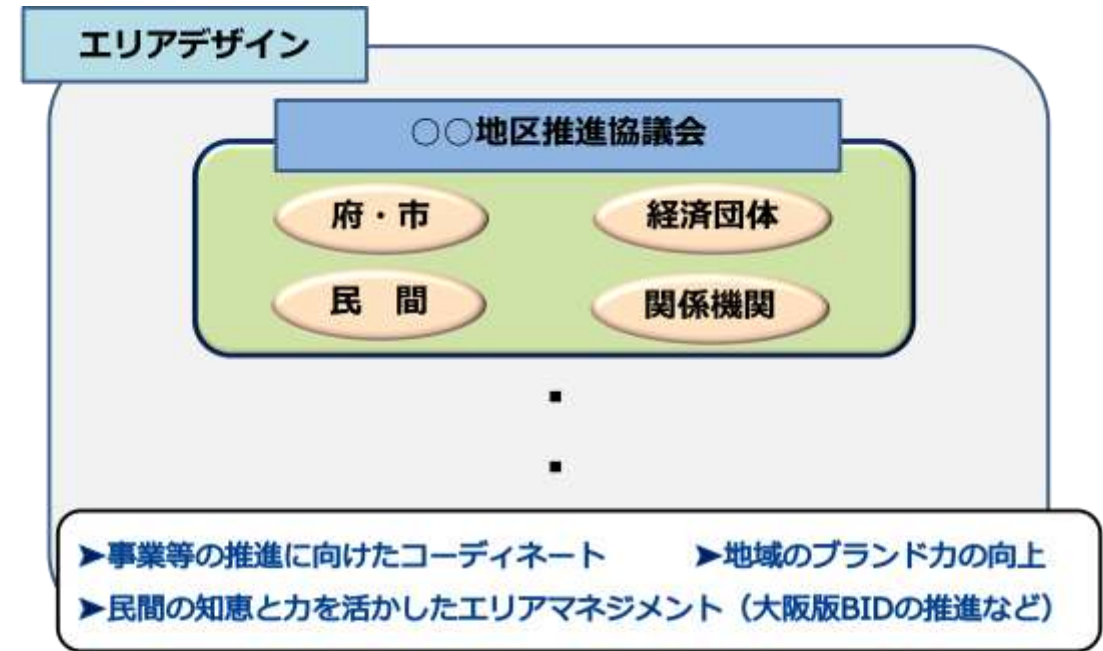 エリアデザイン
○○地区推進協議会
府・市 経済団体
民　間 関係機関
▪
▪
➤事業等の推進に向けたコーディネート ➤地域のブランド力の向上
➤民間の知恵と力を活かしたエリアマネジメント（大阪版BIDの推進など）